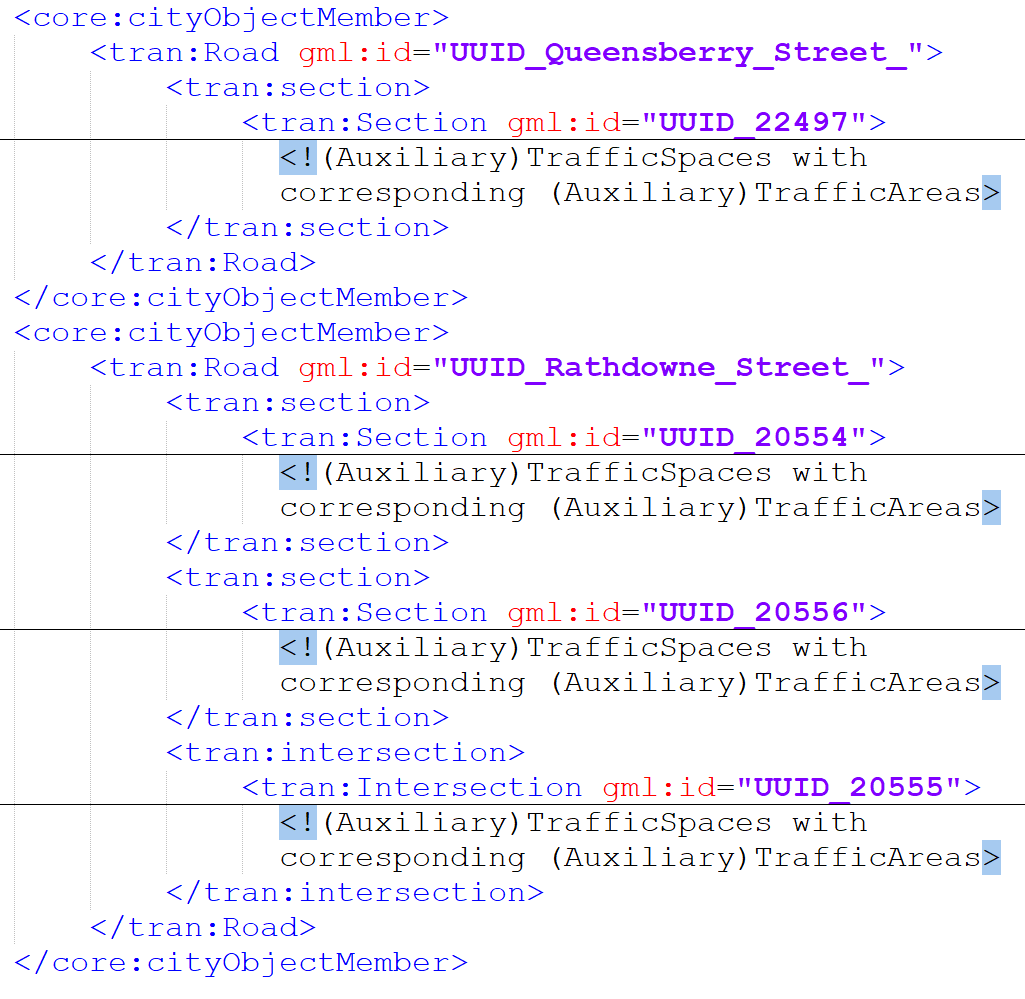 <core:cityObjectMember>
<tran:Road gml:id="UUID_Queensberry_Street_">
<tran:section>
<tran:Section gml:id="UUID_22497">
<!(Auxiliary)TrafficSpaces with
corresponding (Auxiliary)TrafficAreas>
</tran:section>
</tran:Road>
</core:cityObjectMember>
<core:cityObjectMember>
<tran:Road gml:id="UUID_Rathdowne_Street_">
<tran:section>
<tran:Section gml:id="UUID_20554">
<!(Auxiliary)TrafficSpaces with
corresponding (Auxiliary)TrafficAreas>
</tran:section>
<tran:section>
<tran:Section gml:id="UUID_20556">
<!(Auxiliary)TrafficSpaces with
corresponding (Auxiliary)TrafficAreas>
</tran:section>
<tran:intersection>
<tran:Intersection gml:id="UUID_20555">
<!(Auxiliary)TrafficSpaces with
corresponding (Auxiliary)TrafficAreas>
</tran:intersection>
</tran:Road>
</core:cityObjectMember>